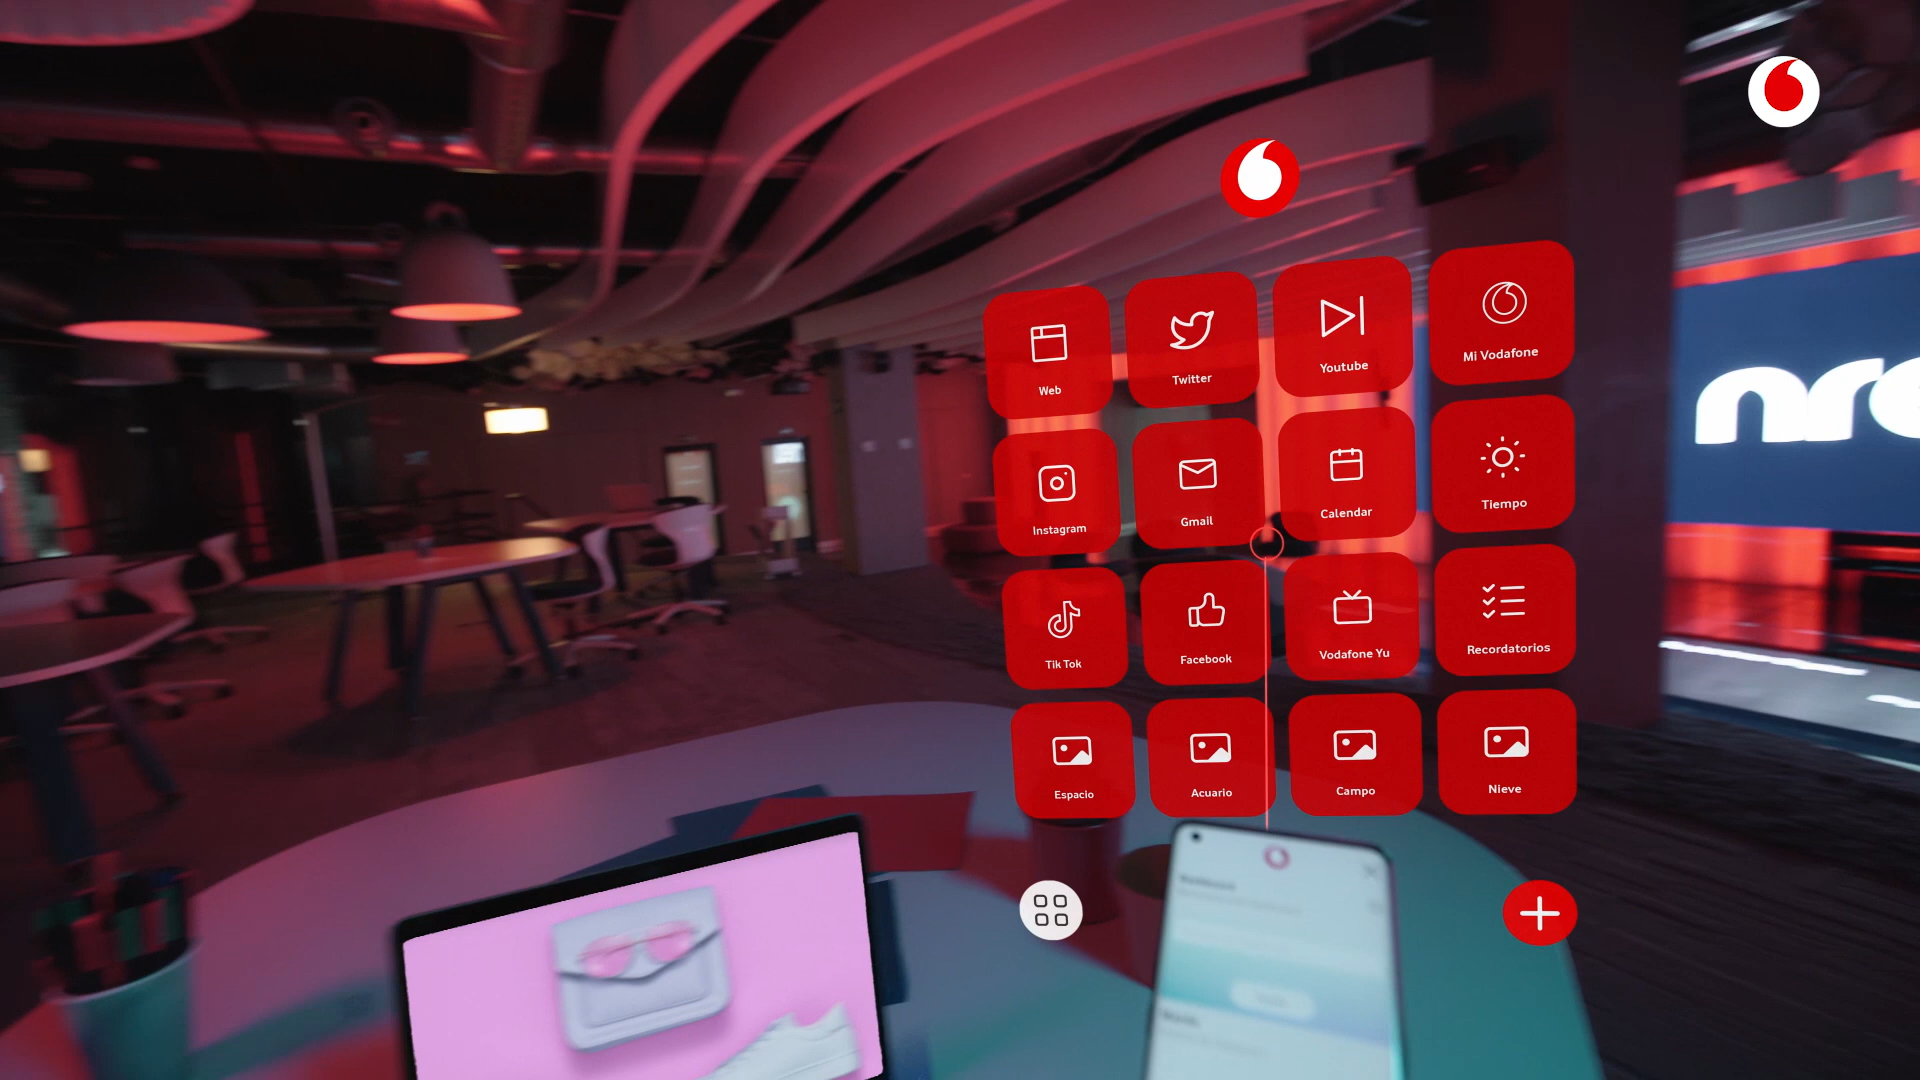 Web
Twitter
Youtube
Mi Vodafone
Instagram
Gmail
Calendar
Tiempo
Tik Tok
Facebook
Vodafone Yu
Recordatorios
Espacio
Acuario
Campo
Nieve